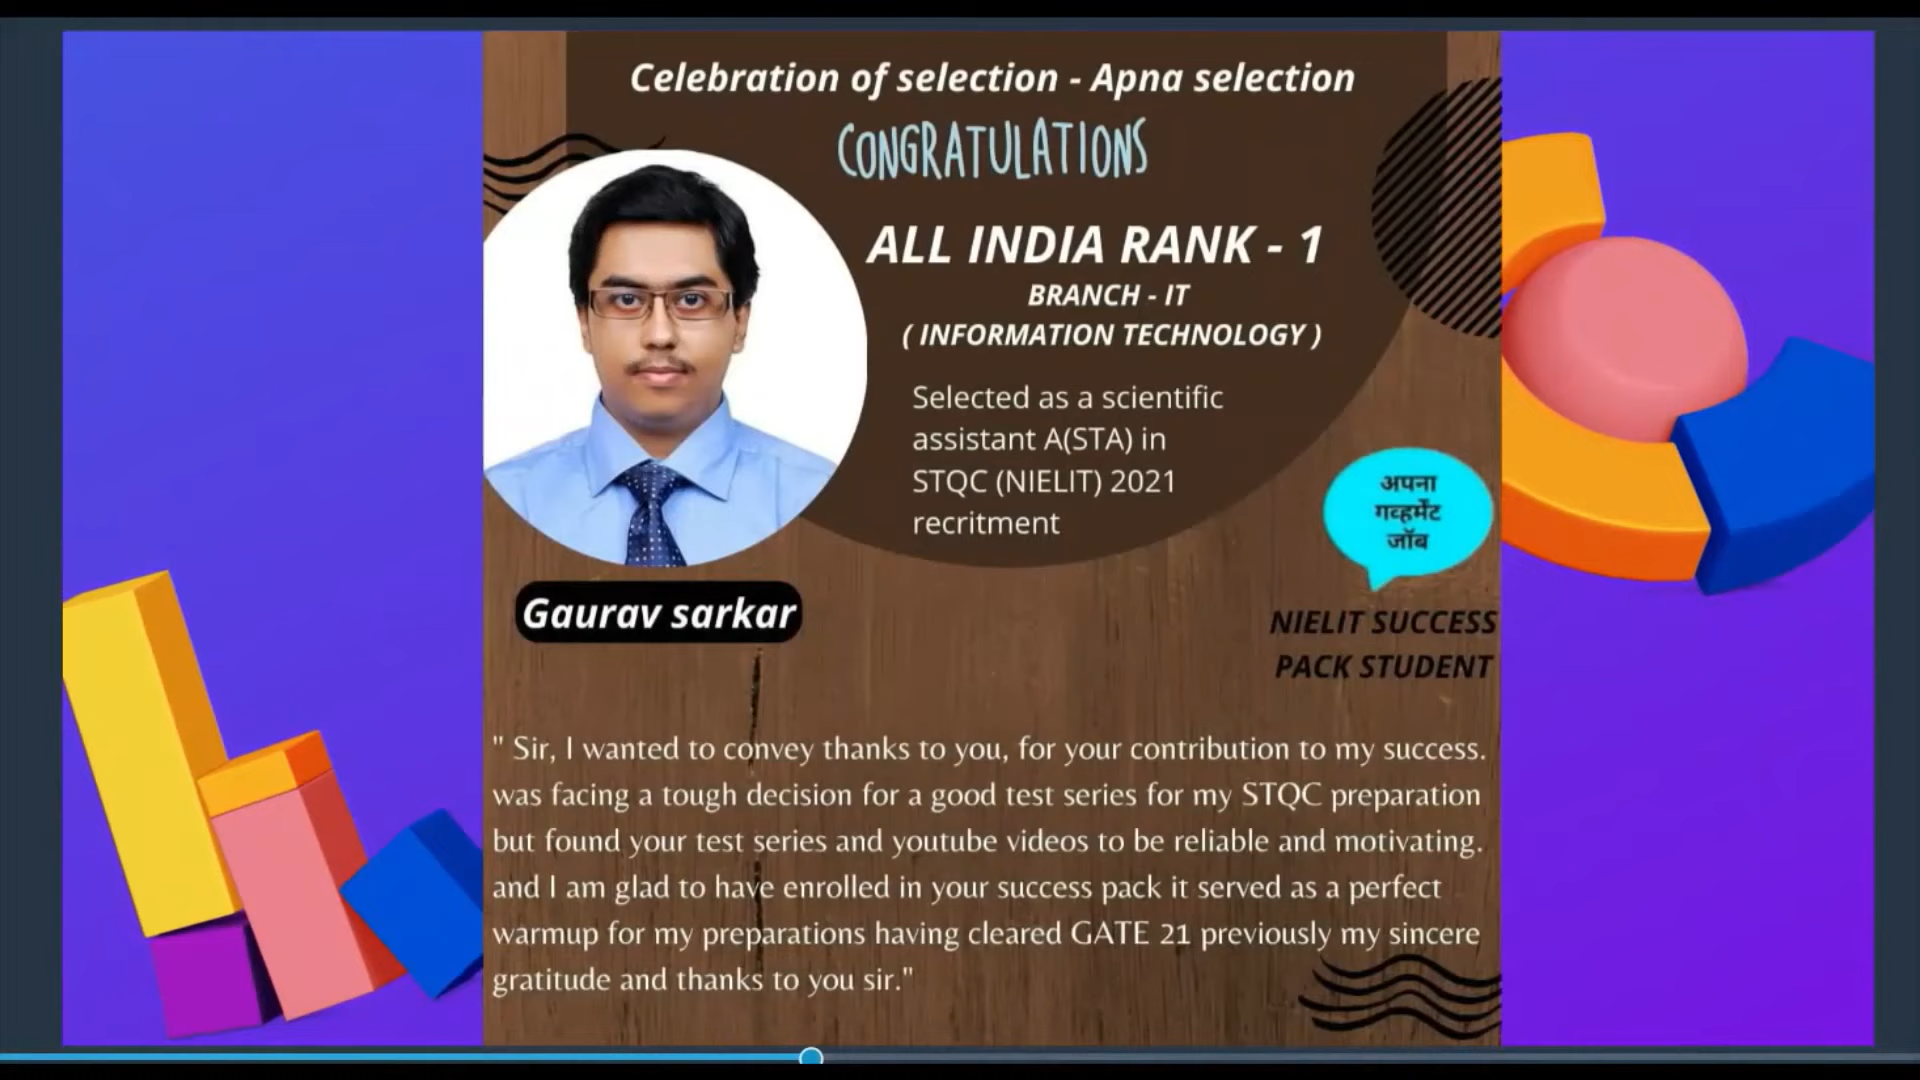 Celebration of selection - Apna selection
CONGRATULATIONS
ALL INDIA RANK - 1
BRANCH - IT
( INFORMATION TECHNOLOGY )
Selected as a scientific
assistant A(STA) in
STQC (NIELIT) 2021
recritment
अपना
गव्हर्मेंट
जॉब
Gaurav sarkar
NIELIT SUCCESS
PACK STUDENT
" Sir, I wanted to convey thanks to you, for your contribution to my success.
was facing a tough decision for a good test series for my STQC preparation
but found your test series and youtube videos to be reliable and motivating.
and I am glad to have enrolled in your success pack it served as a perfect
warmup for my preparations having cleared GATE 21 previously my sincere
gratitude and thanks to you sir."